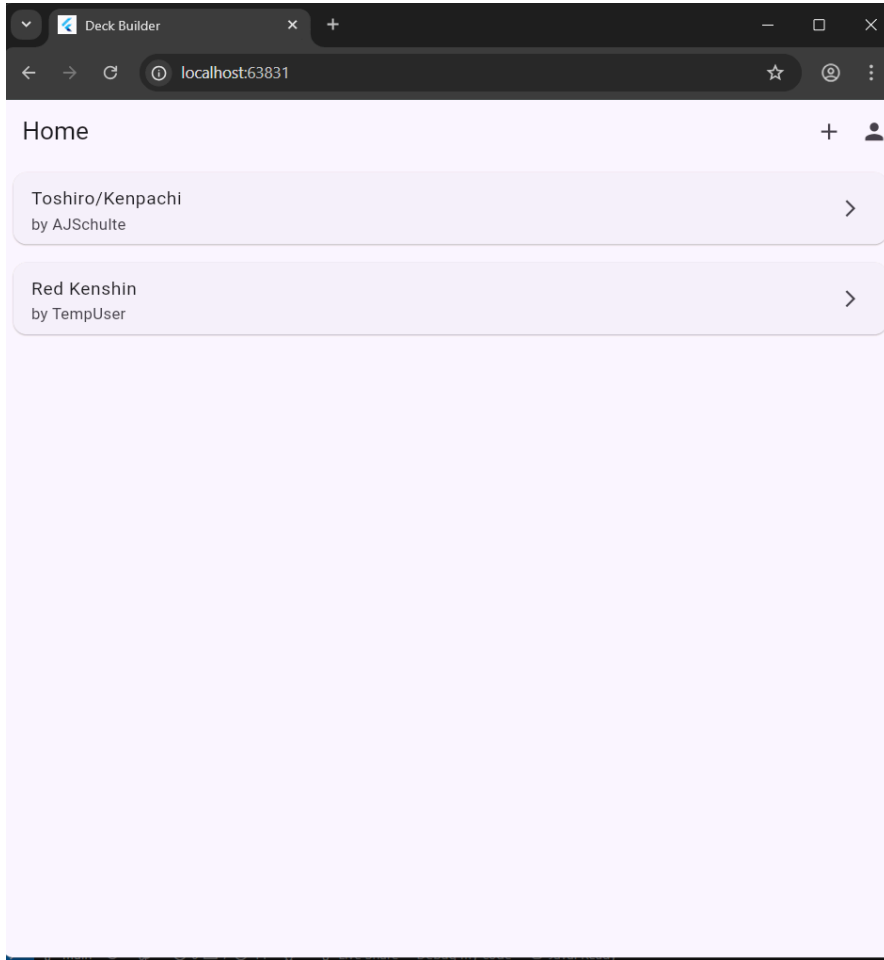 Deck Builder
localhost:63831
Home
Toshiro/Kenpachi
by AJSchulte
Red Kenshin
by TempUser